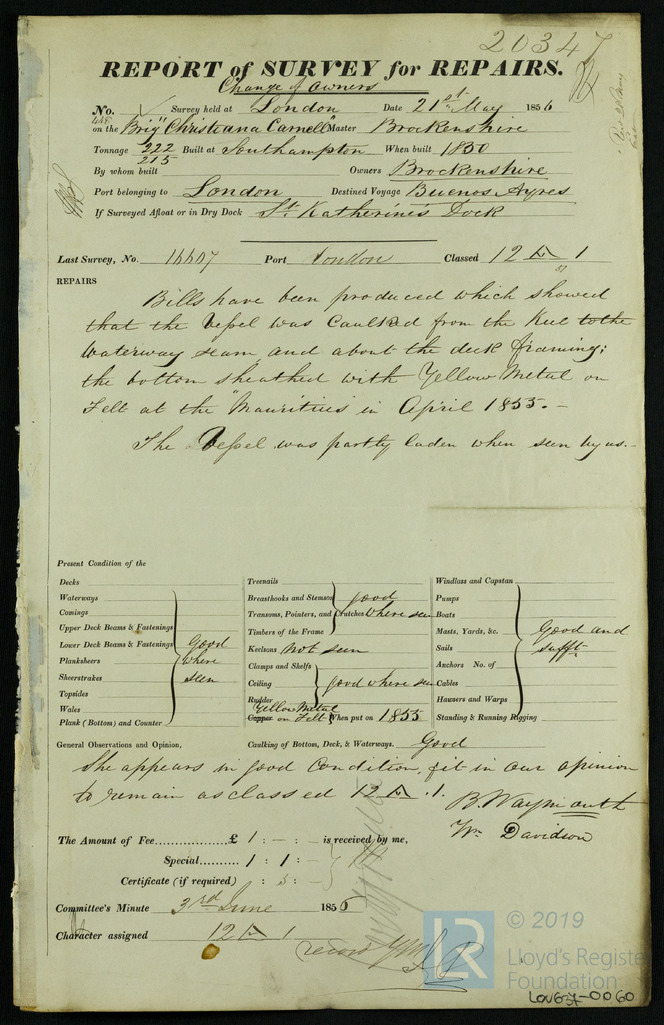 20347
REPORT of SURVEY for REPAIRS.
Change of Owners
No. Survey held at London Date 21st May 1856
on the Brig "Christiana Carnell" Master Brockenshire
Tonnage 222 Built at Southampton When built 1850
215
By whom built Owners Brockenshire
Port belonging to London Destined Voyage Buenos Ayres
If Surveyed Afloat or in Dry Dock St Katherine's Dock
Last Survey, No. 16607 Port London Classed 12 A 1
REPAIRS
Bills have been produced which showed
that the Vessel was Caulked from the Keel to the
Waterway seam and about the deck framing;
the bottom sheathed with Yellow Metal on
Felt at the "Mauritius" in April 1855.-
The Vessel was partly laden when seen by us.-
Present Condition of the
Decks
Waterways
Comings
Upper Deck Beams & Fastenings
Lower Deck Beams & Fastenings Good
Planksheers where
Sheerstrakes seen
Topsides
Wales
Plank (Bottom) and Counter
Treenails
Breasthooks and Stemson good
Transoms, Pointers, and Crutches where seen
Timbers of the Frame
Keelsons Not seen
Clamps and Shelfs
Ceiling good where seen
Rudder
Yellow Metal
Copper on Felt When put on 1855
Windlass and Capstan
Pumps
Boats
Masts, Yards, &c. Good and
Sails sufft
Anchors No. of
Cables
Hawsers and Warps
Standing & Running Rigging
General Observations and Opinion, Caulking of Bottom, Deck, & Waterways. Good
She appears in good Condition, fit in our opinion
to remain as classed 12 A .1.
B. Waymouth
Wm Davidson
The Amount of Fee £ 1 : - : - is received by me,
Special 1 : 1 : -
Certificate (if required) : 5 : -
Committee's Minute 3rd June 1856
Character assigned 12 A 1
LR © 2019
Lloyd's Register
Foundation
LON634-0060